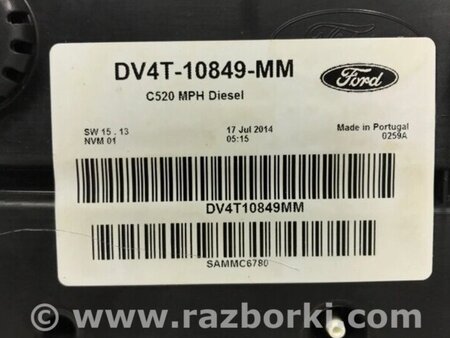 DV4T-10849-MM
Ford
C520 MPH Diesel
SW 15 . 13
NVM 01
17 Jul 2014
05:15
Made in Portugal
0259A
DV4T10849MM
SAMMC6780
© www.razborki.com